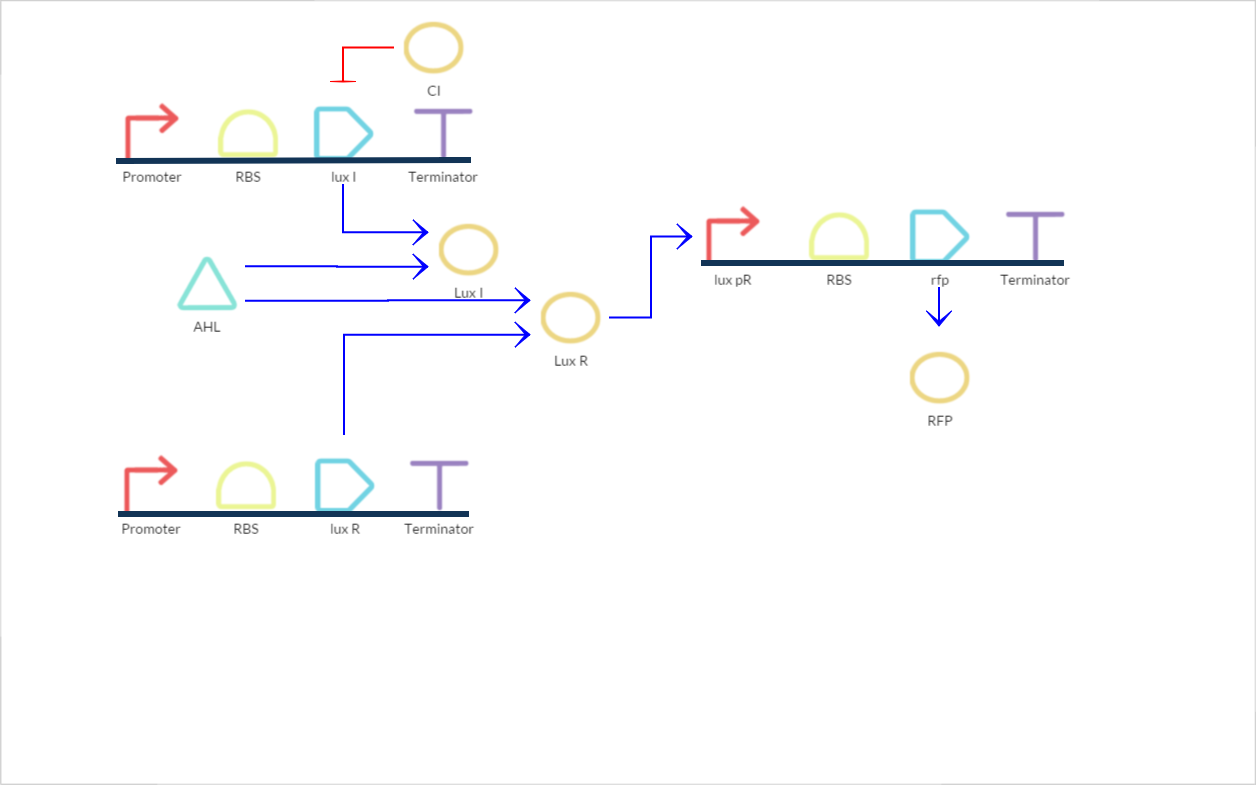 CI
Promoter RBS lux I Terminator
lux pR RBS rfp Terminator
Lux I
AHL
Lux R
RFP
Promoter RBS lux R Terminator